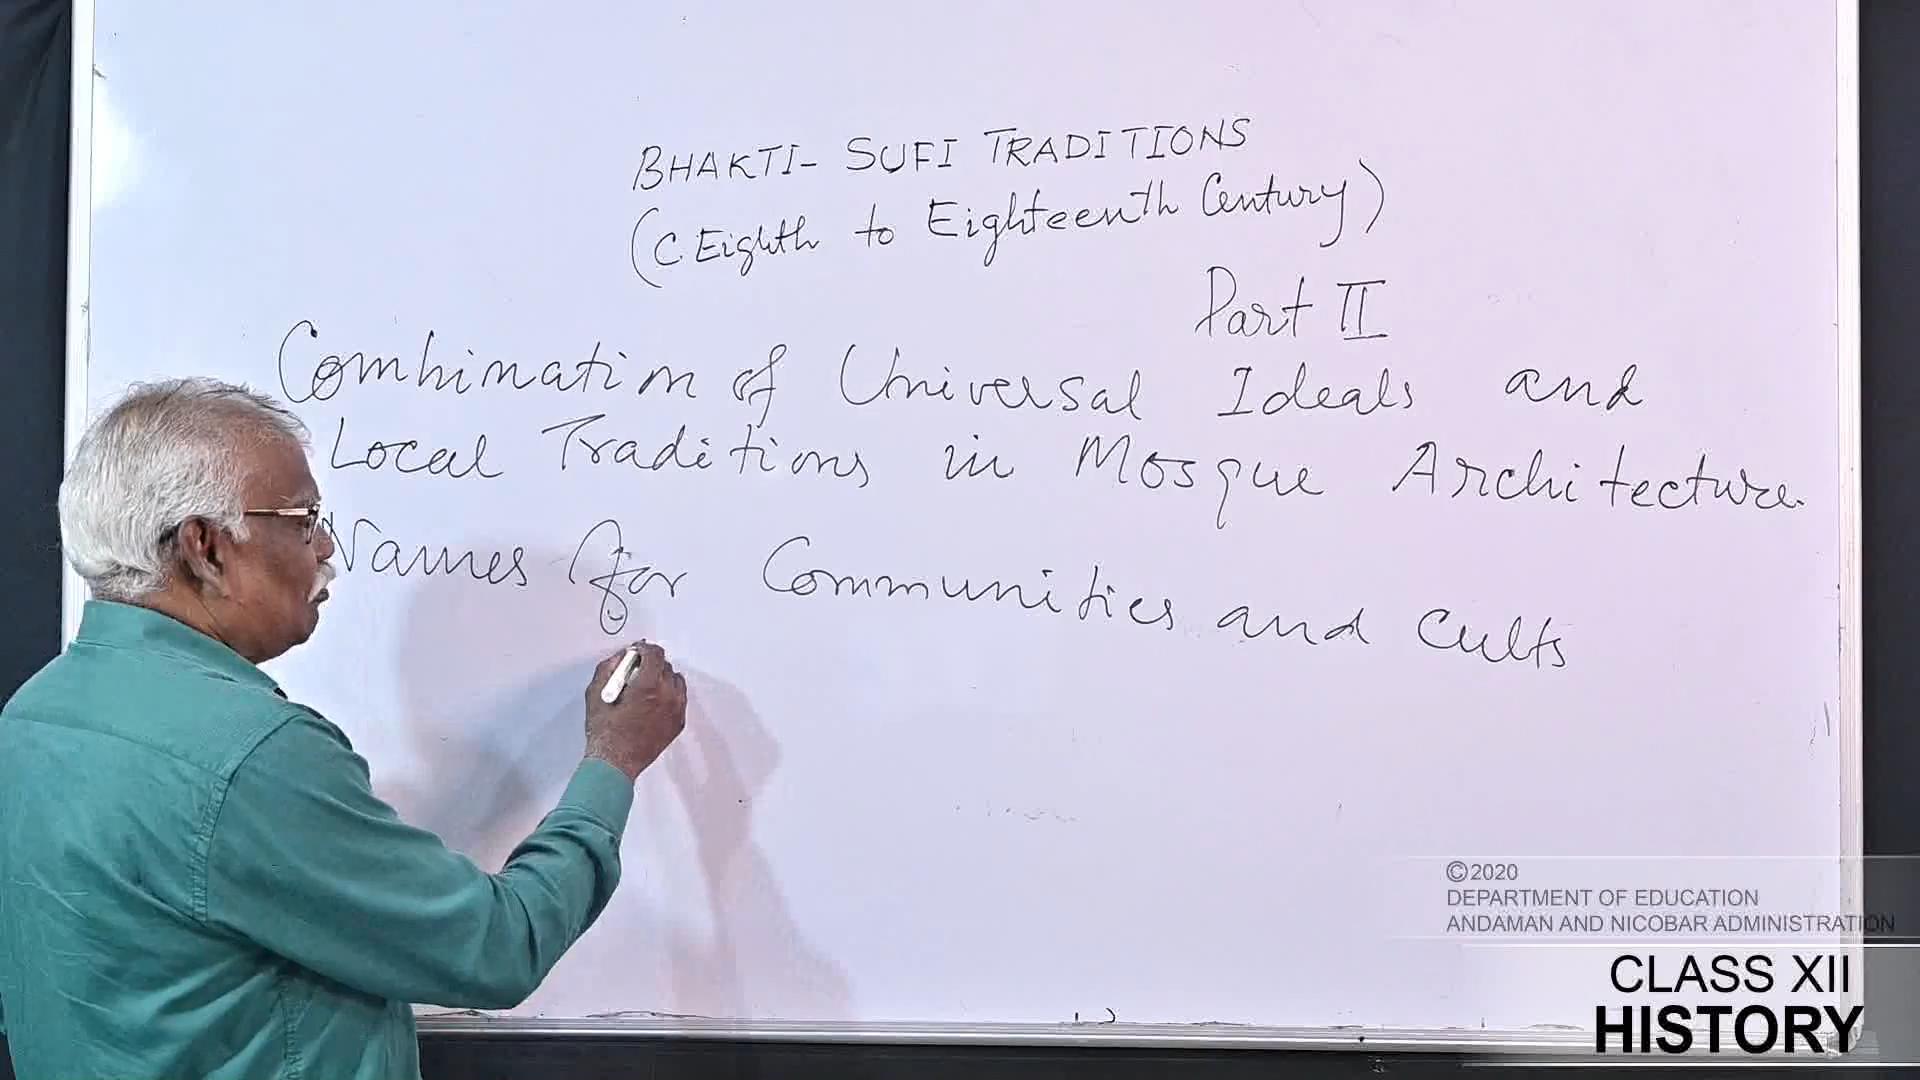 BHAKTI- SUFI TRADITIONS
(C. Eighth to Eighteenth Century)
Part II
Combination of Universal Ideals and
Local Traditions in Mosque Architecture.
Names for Communities and Cults
©2020
DEPARTMENT OF EDUCATION
ANDAMAN AND NICOBAR ADMINISTRATION
CLASS XII
HISTORY